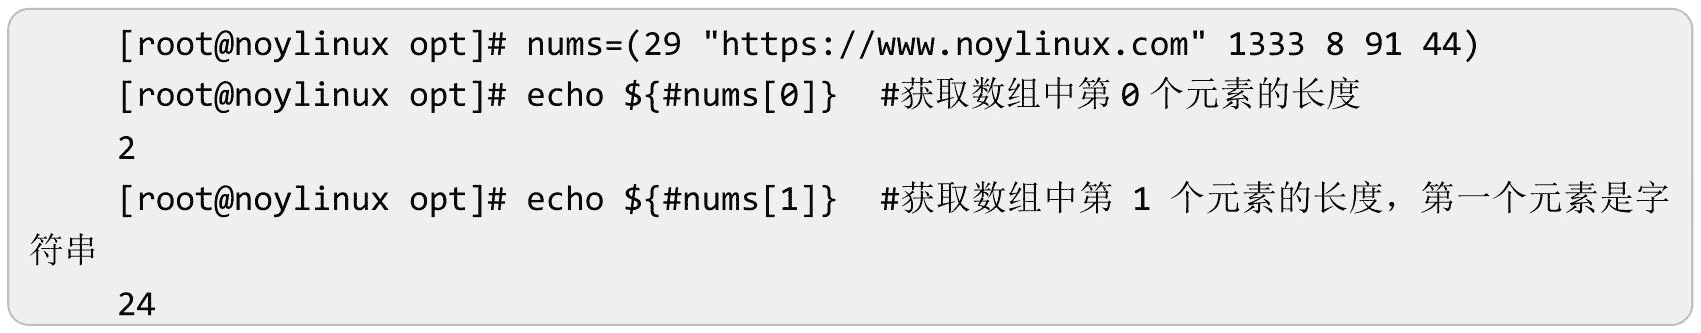 [root@noylinux opt]# nums=(29 "https://www.noylinux.com" 1333 8 91 44)
[root@noylinux opt]# echo ${#nums[0]}  #获取数组中第 0 个元素的长度
2
[root@noylinux opt]# echo ${#nums[1]}  #获取数组中第 1 个元素的长度，第一个元素是字
符串
24